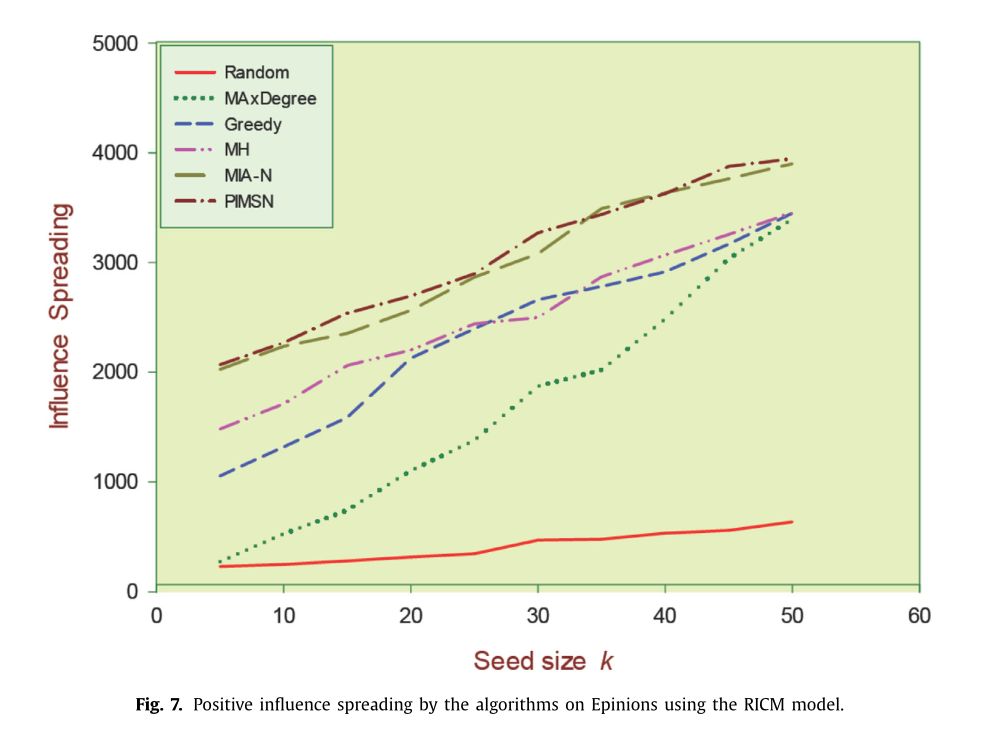 5000
4000
3000
2000
1000
0
Influence Spreading
Random
MAxDegree
Greedy
MH
MIA-N
PIMSN
0 10 20 30 40 50 60
Seed size k
Fig. 7. Positive influence spreading by the algorithms on Epinions using the RICM model.